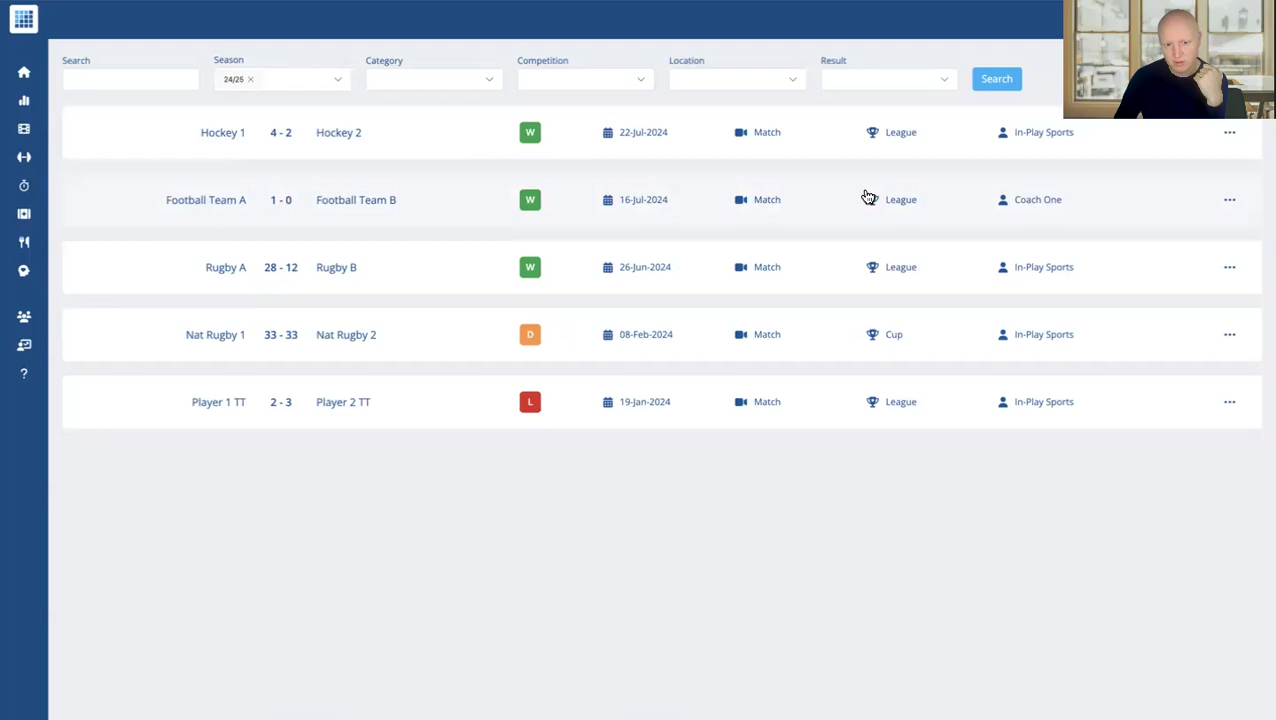 Search Season Category Competition Location Result
24/25 × Search
Hockey 1 4 - 2 Hockey 2 W 22-Jul-2024 Match League In-Play Sports ...
Football Team A 1 - 0 Football Team B W 16-Jul-2024 Match League Coach One ...
Rugby A 28 - 12 Rugby B W 26-Jun-2024 Match League In-Play Sports ...
Nat Rugby 1 33 - 33 Nat Rugby 2 D 08-Feb-2024 Match Cup In-Play Sports ...
Player 1 TT 2 - 3 Player 2 TT L 19-Jan-2024 Match League In-Play Sports ...
?